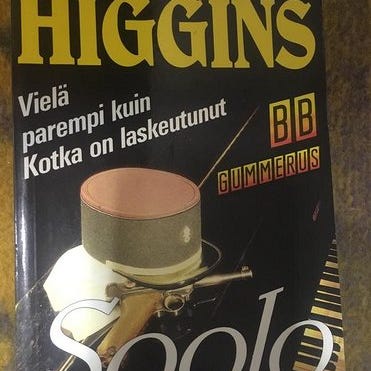 HIGGINS
Vielä
parempi kuin
Kotka on laskeutunut
BB
GUMMERUS
Soolo